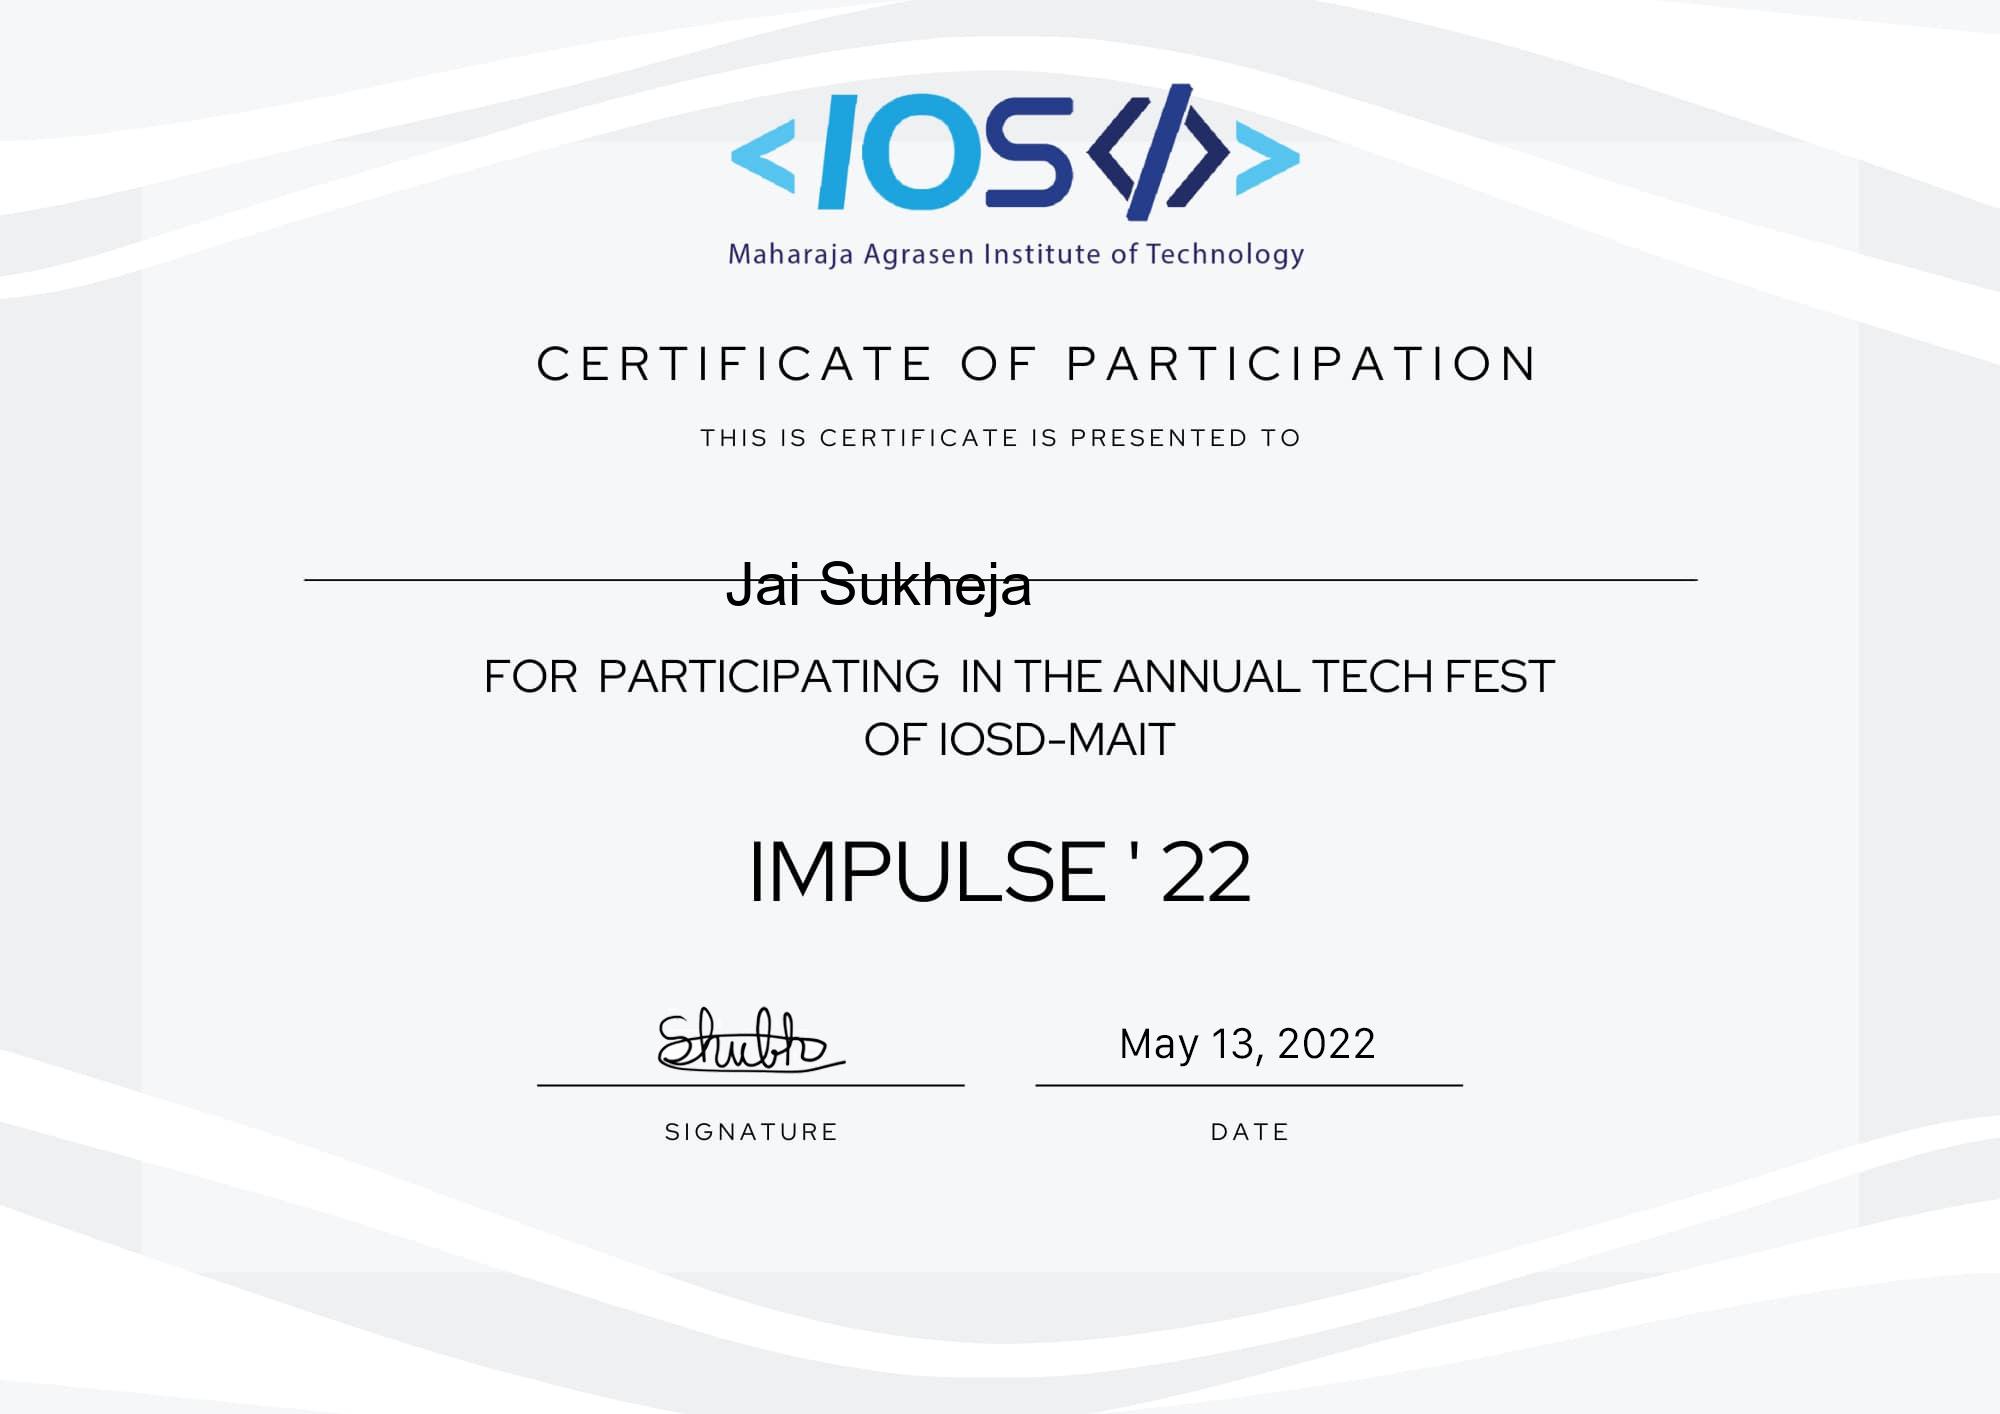 <IOS</>>
Maharaja Agrasen Institute of Technology
CERTIFICATE OF PARTICIPATION
THIS IS CERTIFICATE IS PRESENTED TO
Jai Sukheja
FOR PARTICIPATING IN THE ANNUAL TECH FEST
OF IOSD-MAIT
IMPULSE ' 22
Shubh
May 13, 2022
SIGNATURE
DATE